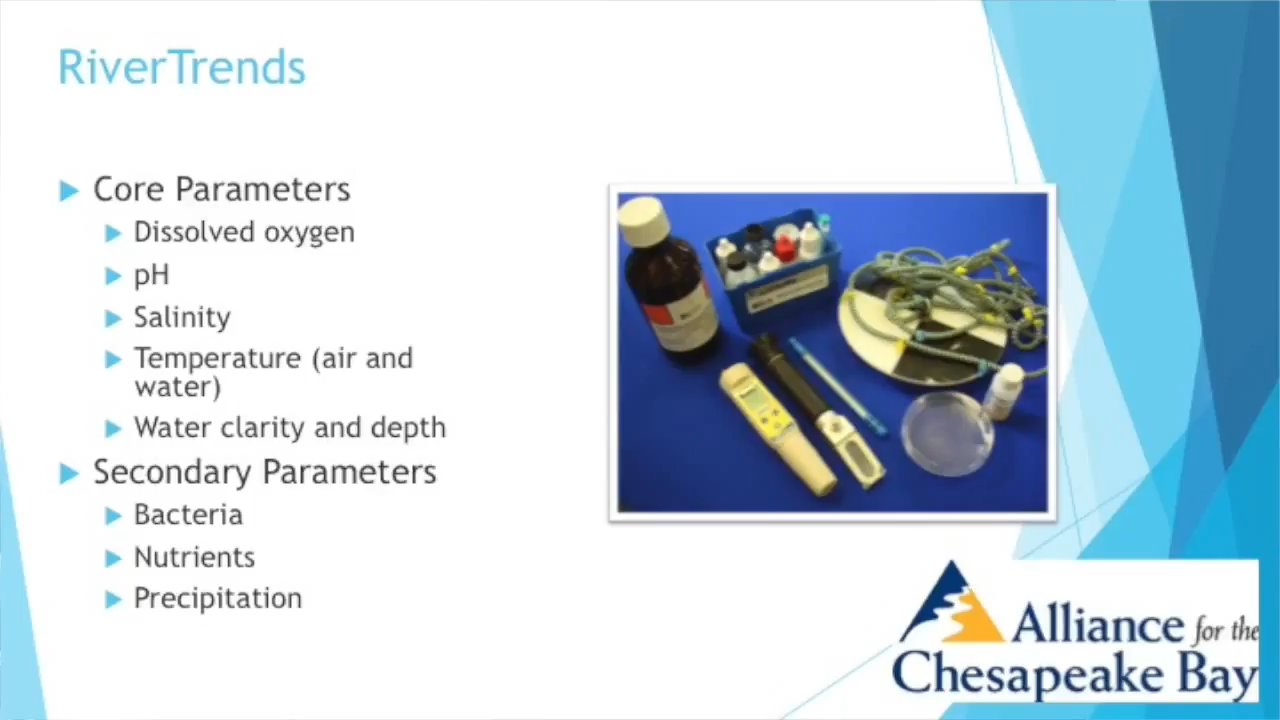 RiverTrends
Core Parameters
Dissolved oxygen
pH
Salinity
Temperature (air and
water)
Water clarity and depth
Secondary Parameters
Bacteria
Nutrients
Precipitation
Alliance for the
Chesapeake Bay